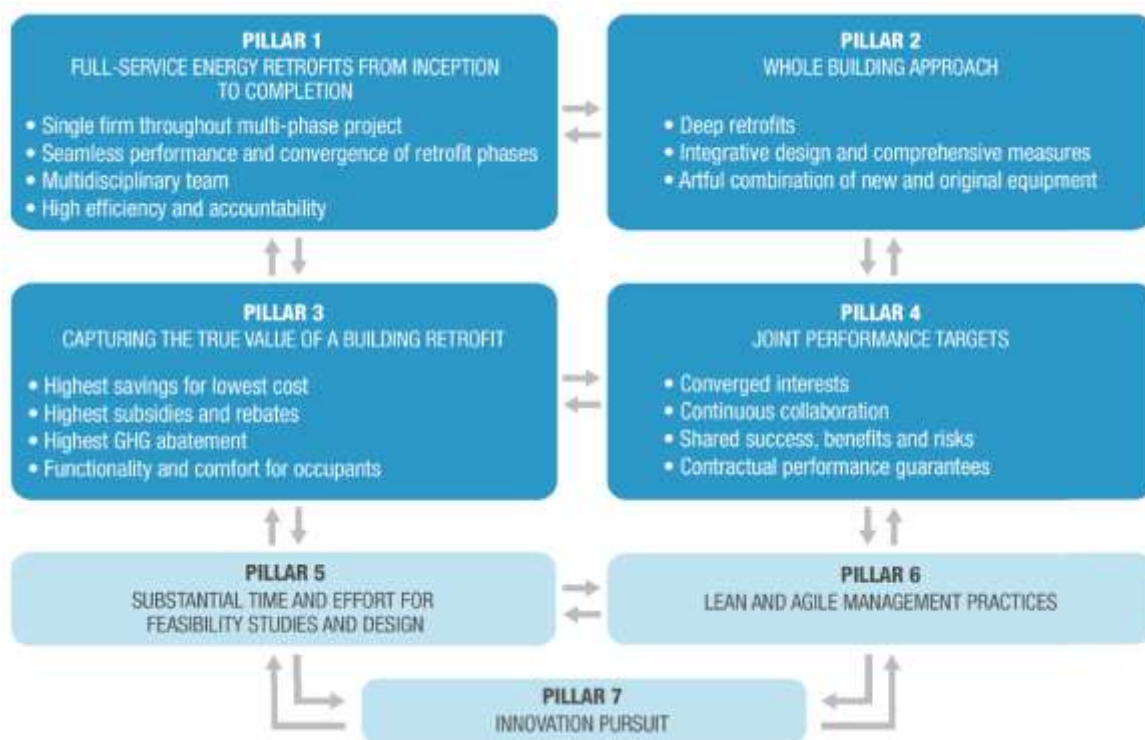 PILLAR 1
FULL-SERVICE ENERGY RETROFITS FROM INCEPTION
TO COMPLETION
• Single firm throughout multi-phase project
• Seamless performance and convergence of retrofit phases
• Multidisciplinary team
• High efficiency and accountability
PILLAR 2
WHOLE BUILDING APPROACH
• Deep retrofits
• Integrative design and comprehensive measures
• Artful combination of new and original equipment
PILLAR 3
CAPTURING THE TRUE VALUE OF A BUILDING RETROFIT
• Highest savings for lowest cost
• Highest subsidies and rebates
• Highest GHG abatement
• Functionality and comfort for occupants
PILLAR 4
JOINT PERFORMANCE TARGETS
• Converged interests
• Continuous collaboration
• Shared success, benefits and risks
• Contractual performance guarantees
PILLAR 5
SUBSTANTIAL TIME AND EFFORT FOR
FEASIBILITY STUDIES AND DESIGN
PILLAR 6
LEAN AND AGILE MANAGEMENT PRACTICES
PILLAR 7
INNOVATION PURSUIT